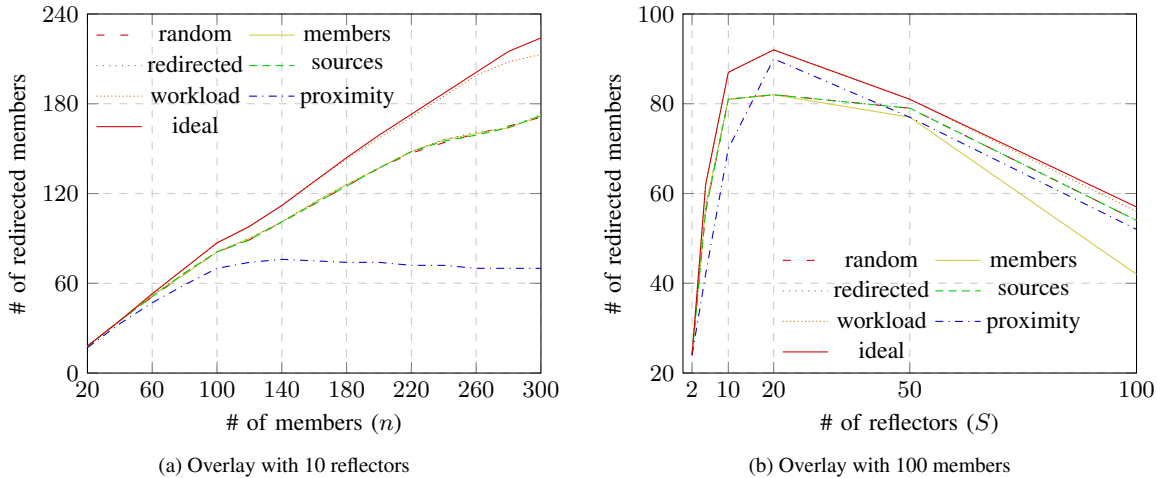 # of redirected members
240
180
120
60
0
random members
redirected sources
workload proximity
ideal
20 60 100 140 180 220 260 300
# of members (n)
(a) Overlay with 10 reflectors
# of redirected members
100
80
60
40
20
random members
redirected sources
workload proximity
ideal
2 10 20 50 100
# of reflectors (S)
(b) Overlay with 100 members